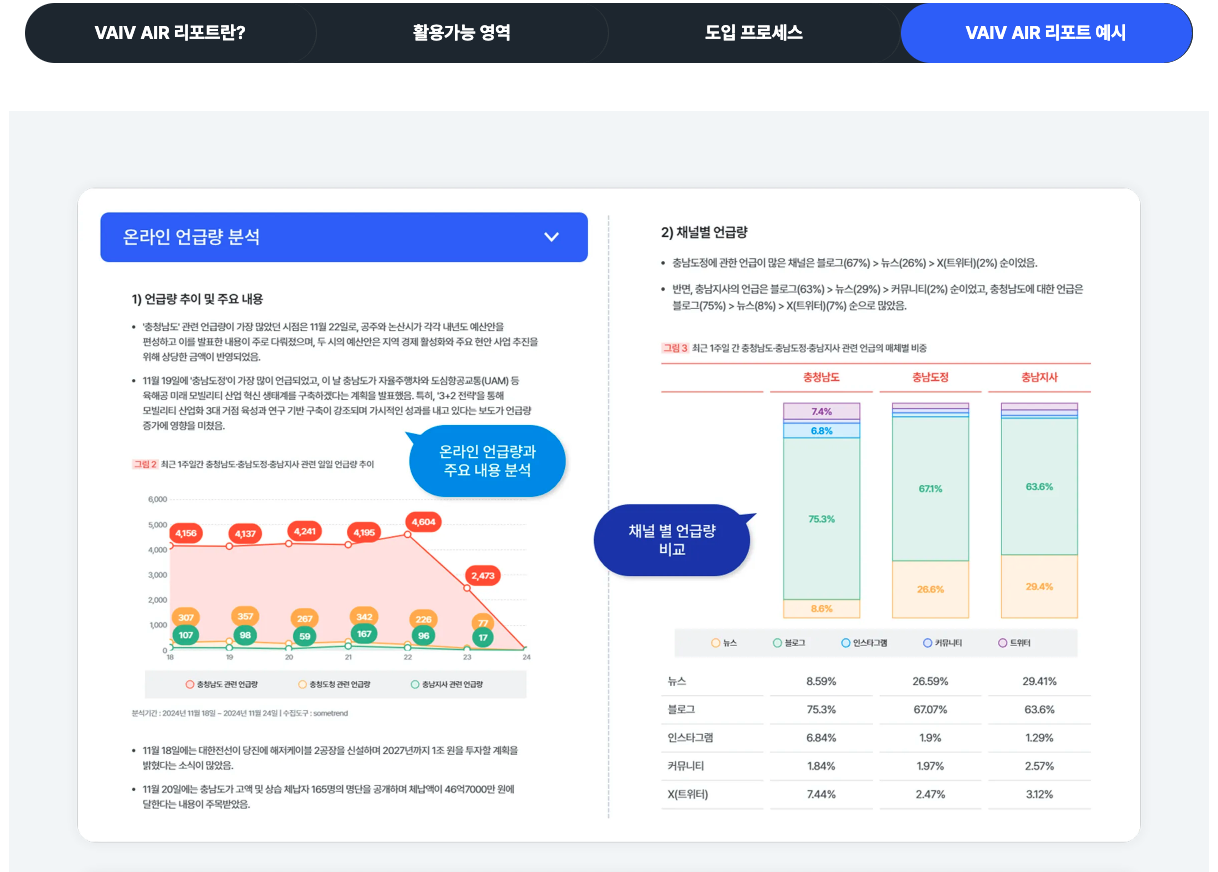 VAIV AIR 리포트란?
활용가능 영역
도입 프로세스
VAIV AIR 리포트 예시
온라인 언급량 분석
1) 언급량 추이 및 주요 내용
• '충청남도' 관련 언급량이 가장 많았던 시점은 11월 22일로, 공주와 논산시가 각각 내년도 예산안을
편성하고 이를 발표한 내용이 주로 다뤄졌으며, 두 시의 예산안은 지역 경제 활성화와 주요 현안 사업 추진을
위해 상당한 금액이 반영되었음.
• 11월 19일에 '충남도정'이 가장 많이 언급되었고, 이 날 충남도가 자율주행차와 도심항공교통(UAM) 등
육해공 미래 모빌리티 산업 혁신 생태계를 구축하겠다는 계획을 발표했음. 특히, '3+2 전략'을 통해
모빌리티 산업화 3대 거점 육성과 연구 기반 구축이 강조되며 가시적인 성과를 내고 있다는 보도가 언급량
증가에 영향을 미쳤음.
온라인 언급량과
주요 내용 분석
그림 2 최근 1주일간 충청남도·충남도정·충남지사 관련 일일 언급량 추이
6,000
5,000
4,000
3,000
2,000
1,000
0
4,156
4,137
4,241
4,195
4,604
2,473
307
357
267
342
226
77
107
98
59
167
96
17
18
19
20
21
22
23
24
충청남도 관련 언급량
충청도청 관련 언급량
충남지사 관련 언급량
분석기간 : 2024년 11월 18일 ~ 2024년 11월 24일 | 수집도구 : sometrend
• 11월 18일에는 대한전선이 당진에 해저케이블 2공장을 신설하며 2027년까지 1조 원을 투자할 계획을
밝혔다는 소식이 많았음.
• 11월 20일에는 충남도가 고액 및 상습 체납자 165명의 명단을 공개하며 체납액이 46억7000만 원에
달한다는 내용이 주목받았음.
2) 채널별 언급량
• 충남도정에 관한 언급이 많은 채널은 블로그(67%) > 뉴스(26%) > X(트위터)(2%) 순이었음.
• 반면, 충남지사의 언급은 블로그(63%) > 뉴스(29%) > 커뮤니티(2%) 순이었고, 충청남도에 대한 언급은
블로그(75%) > 뉴스(8%) > X(트위터)(7%) 순으로 많았음.
그림 3 최근 1주일 간 충청남도·충남도정·충남지사 관련 언급의 매체별 비중
충청남도
충남도정
충남지사
7.4%
6.8%
75.3%
8.6%
67.1%
26.6%
63.6%
29.4%
채널 별 언급량
비교
뉴스
블로그
인스타그램
커뮤니티
트위터
뉴스 8.59% 26.59% 29.41%
블로그 75.3% 67.07% 63.6%
인스타그램 6.84% 1.9% 1.29%
커뮤니티 1.84% 1.97% 2.57%
X(트위터) 7.44% 2.47% 3.12%